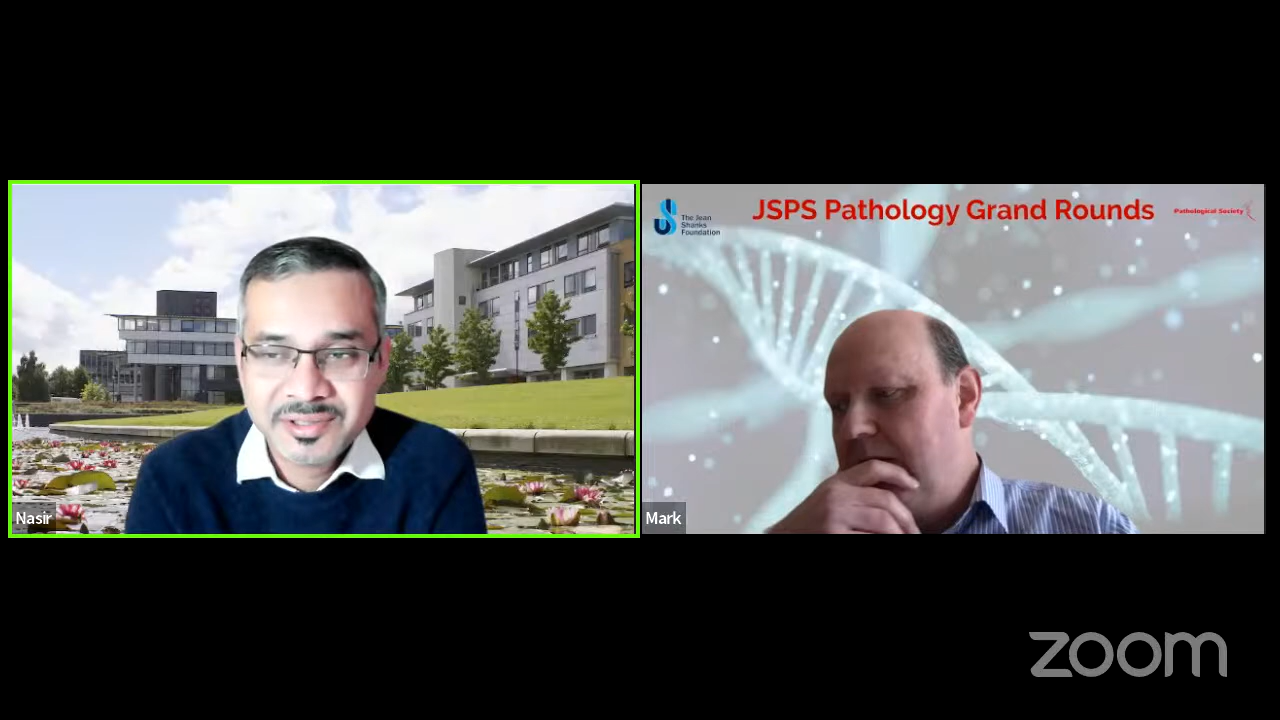 The Jean
Shanks
Foundation
JSPS Pathology Grand Rounds
Pathological Society
Nasir
Mark
zoom